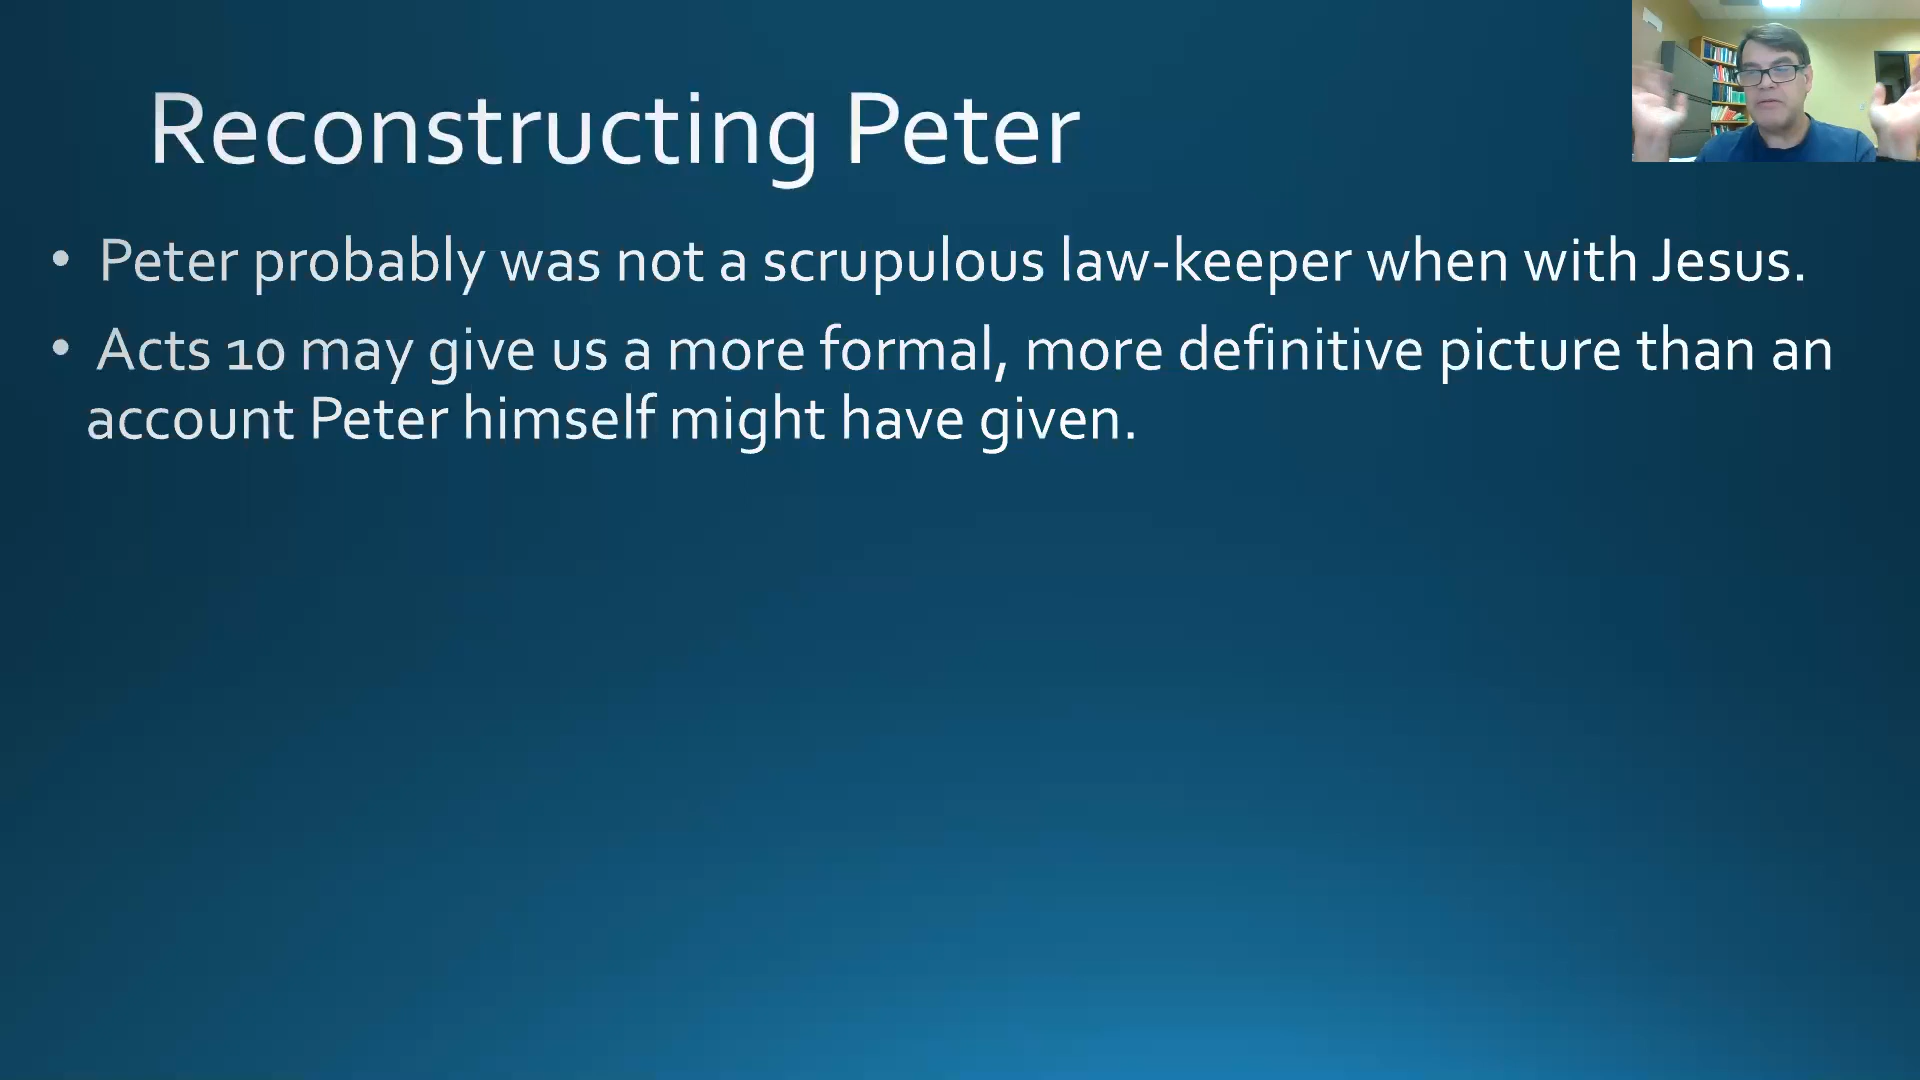 Reconstructing Peter
• Peter probably was not a scrupulous law-keeper when with Jesus.
• Acts 10 may give us a more formal, more definitive picture than an
account Peter himself might have given.